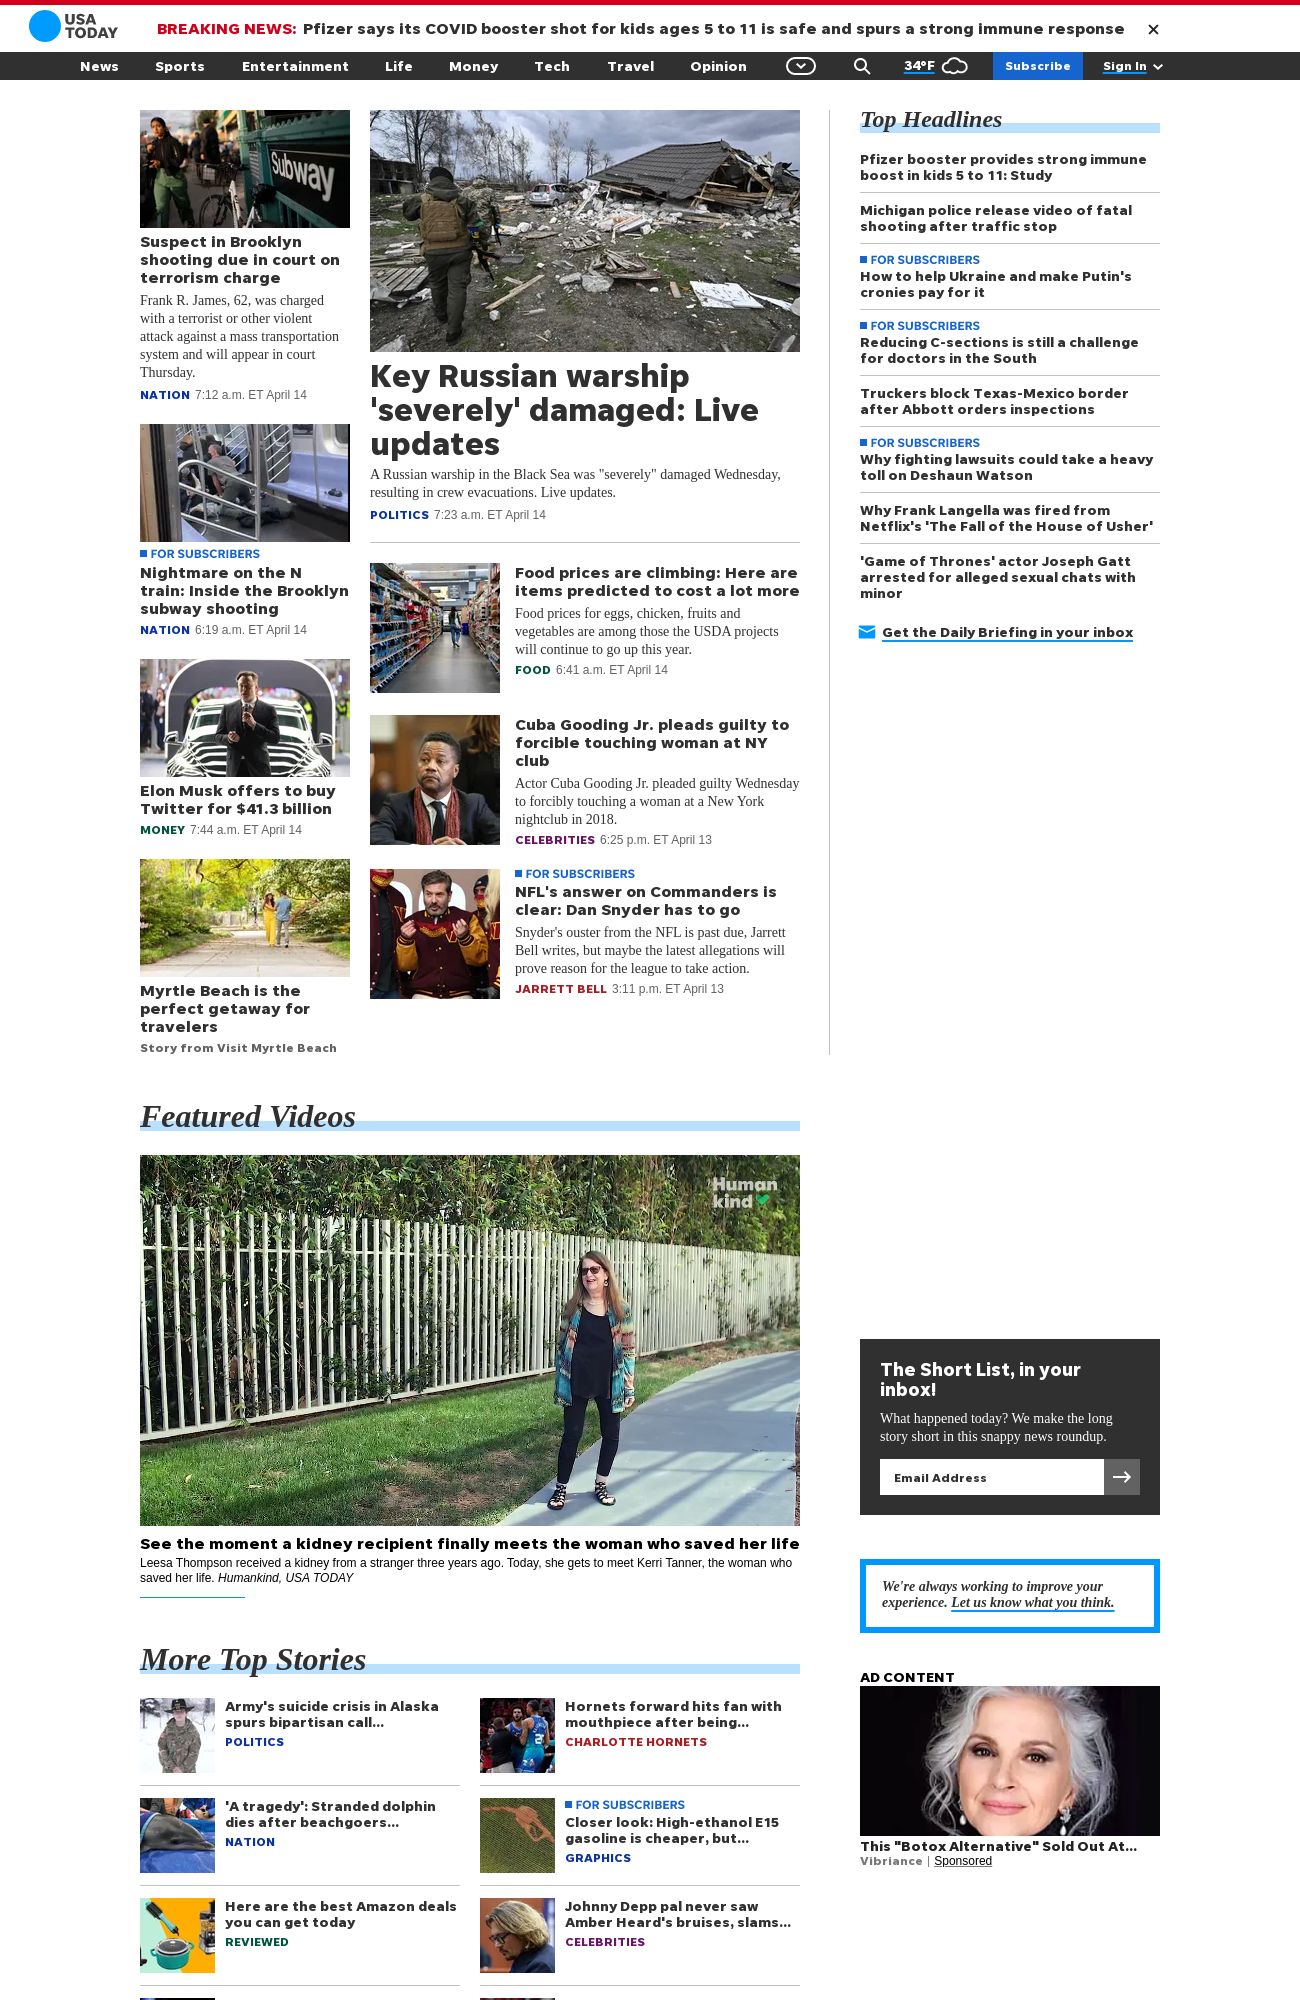 USA
TODAY
BREAKING NEWS: Pfizer says its COVID booster shot for kids ages 5 to 11 is safe and spurs a strong immune response
News Sports Entertainment Life Money Tech Travel Opinion 34°F Subscribe Sign In
Subway
Suspect in Brooklyn
shooting due in court on
terrorism charge
Frank R. James, 62, was charged
with a terrorist or other violent
attack against a mass transportation
system and will appear in court
Thursday.
NATION 7:12 a.m. ET April 14
FOR SUBSCRIBERS
Nightmare on the N
train: Inside the Brooklyn
subway shooting
NATION 6:19 a.m. ET April 14
Elon Musk offers to buy
Twitter for $41.3 billion
MONEY 7:44 a.m. ET April 14
Myrtle Beach is the
perfect getaway for
travelers
Story from Visit Myrtle Beach
Key Russian warship
'severely' damaged: Live
updates
A Russian warship in the Black Sea was "severely" damaged Wednesday,
resulting in crew evacuations. Live updates.
POLITICS 7:23 a.m. ET April 14
Food prices are climbing: Here are
items predicted to cost a lot more
Food prices for eggs, chicken, fruits and
vegetables are among those the USDA projects
will continue to go up this year.
FOOD 6:41 a.m. ET April 14
Cuba Gooding Jr. pleads guilty to
forcible touching woman at NY
club
Actor Cuba Gooding Jr. pleaded guilty Wednesday
to forcibly touching a woman at a New York
nightclub in 2018.
CELEBRITIES 6:25 p.m. ET April 13
FOR SUBSCRIBERS
NFL's answer on Commanders is
clear: Dan Snyder has to go
Snyder's ouster from the NFL is past due, Jarrett
Bell writes, but maybe the latest allegations will
prove reason for the league to take action.
JARRETT BELL 3:11 p.m. ET April 13
Top Headlines
Pfizer booster provides strong immune
boost in kids 5 to 11: Study
Michigan police release video of fatal
shooting after traffic stop
FOR SUBSCRIBERS
How to help Ukraine and make Putin's
cronies pay for it
FOR SUBSCRIBERS
Reducing C-sections is still a challenge
for doctors in the South
Truckers block Texas-Mexico border
after Abbott orders inspections
FOR SUBSCRIBERS
Why fighting lawsuits could take a heavy
toll on Deshaun Watson
Why Frank Langella was fired from
Netflix's 'The Fall of the House of Usher'
'Game of Thrones' actor Joseph Gatt
arrested for alleged sexual chats with
minor
Get the Daily Briefing in your inbox
Featured Videos
Human
kind
See the moment a kidney recipient finally meets the woman who saved her life
Leesa Thompson received a kidney from a stranger three years ago. Today, she gets to meet Kerri Tanner, the woman who
saved her life. Humankind, USA TODAY
The Short List, in your
inbox!
What happened today? We make the long
story short in this snappy news roundup.
Email Address
We're always working to improve your
experience. Let us know what you think.
AD CONTENT
This "Botox Alternative" Sold Out At...
Vibriance | Sponsored
More Top Stories
Army's suicide crisis in Alaska
spurs bipartisan call...
POLITICS
Hornets forward hits fan with
mouthpiece after being...
CHARLOTTE HORNETS
'A tragedy': Stranded dolphin
dies after beachgoers...
NATION
FOR SUBSCRIBERS
Closer look: High-ethanol E15
gasoline is cheaper, but...
GRAPHICS
Here are the best Amazon deals
you can get today
REVIEWED
Johnny Depp pal never saw
Amber Heard's bruises, slams...
CELEBRITIES